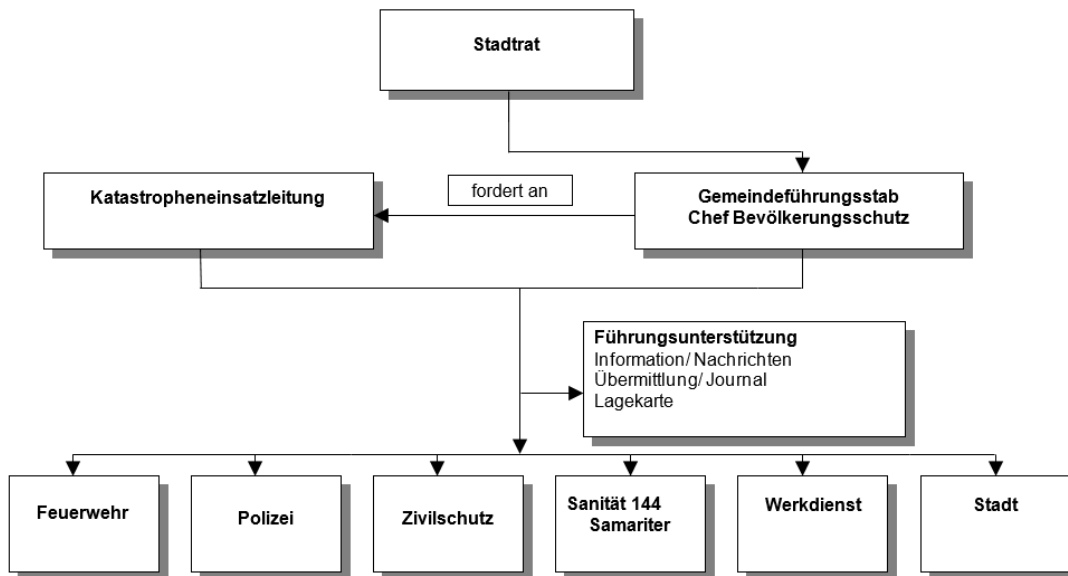 Stadtrat
Katastropheneinsatzleitung
fordert an
Gemeindeführungsstab
Chef Bevölkerungsschutz
Führungsunterstützung
Information/ Nachrichten
Übermittlung/ Journal
Lagekarte
Feuerwehr
Polizei
Zivilschutz
Sanität 144
Samariter
Werkdienst
Stadt